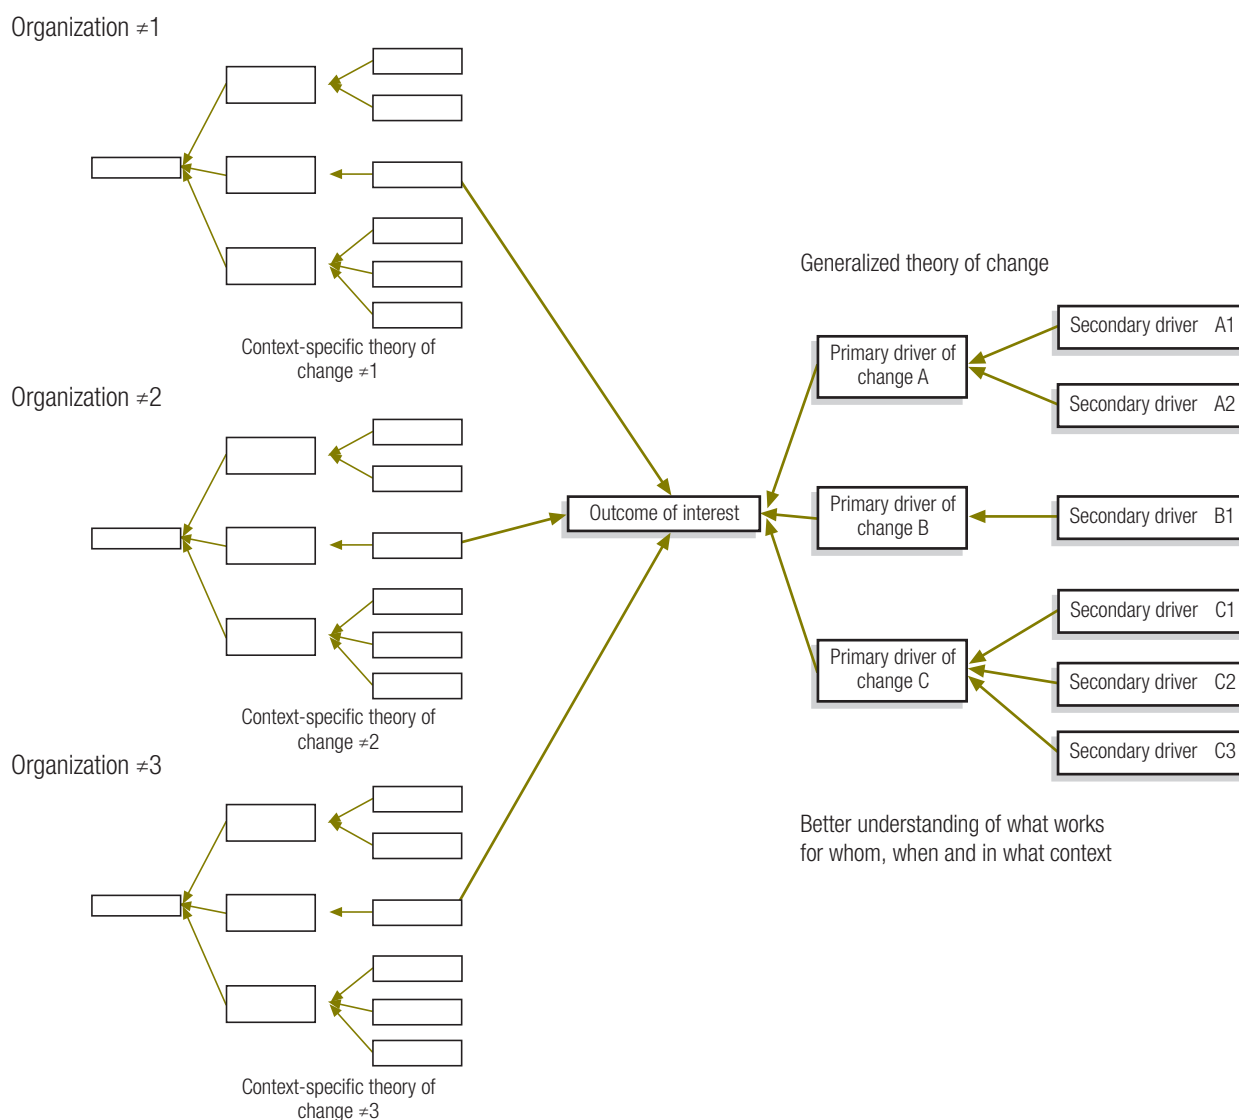 Organization ≠1
Context-specific theory of
change ≠1
Organization ≠2
Context-specific theory of
change ≠2
Organization ≠3
Context-specific theory of
change ≠3
Outcome of interest
Generalized theory of change
Primary driver of
change A
Secondary driver A1
Secondary driver A2
Primary driver of
change B
Secondary driver B1
Primary driver of
change C
Secondary driver C1
Secondary driver C2
Secondary driver C3
Better understanding of what works
for whom, when and in what context